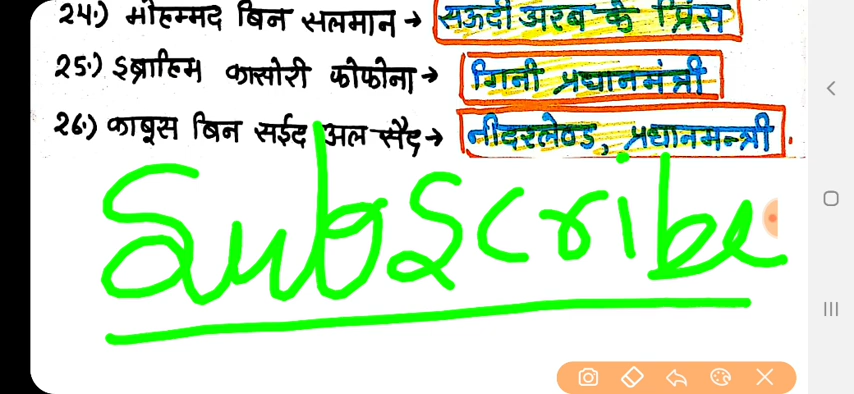 24.) मोहम्मद बिन सलमान → सऊदी अरब के प्रिंस
25.) इब्राहिम कासोरी फोफोना → गिनी प्रधानमंत्री
26.) काबूस बिन सईद अल सैद → नीदरलैण्ड, प्रधानमन्त्री.
Subscribe